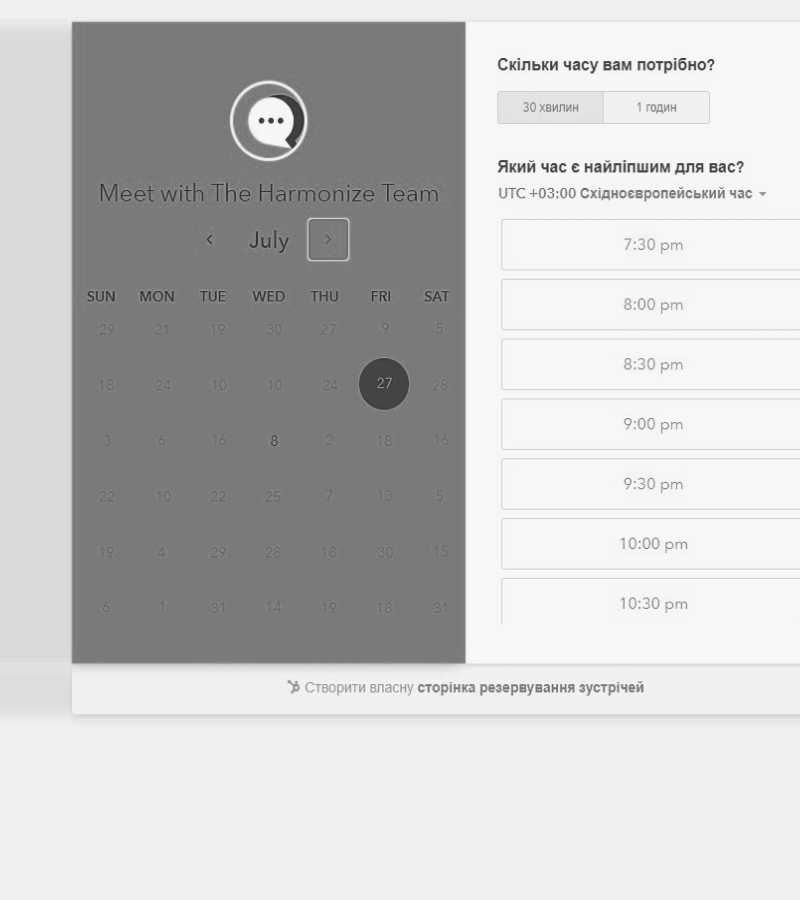 Meet with The Harmonize Team
July
SUN MON TUE WED THU FRI SAT
29 21 19 30 27 9 5
18 24 10 10 24 27 28
3 6 16 8 2 18 16
22 10 22 25 7 13 5
19 4 29 28 18 30 15
6 1 31 14 19 18 31
Скільки часу вам потрібно?
30 хвилин 1 годин
Який час є найліпшим для вас?
UTC +03:00 Східноєвропейський час
7:30 pm
8:00 pm
8:30 pm
9:00 pm
9:30 pm
10:00 pm
10:30 pm
Створити власну сторінка резервування зустрічей